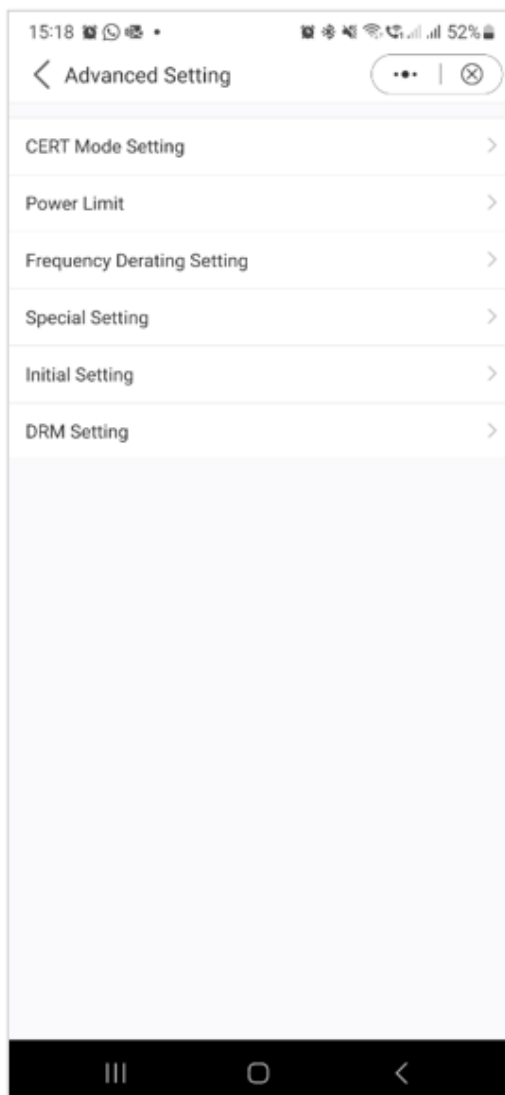 15:18
52%
Advanced Setting
CERT Mode Setting
Power Limit
Frequency Derating Setting
Special Setting
Initial Setting
DRM Setting